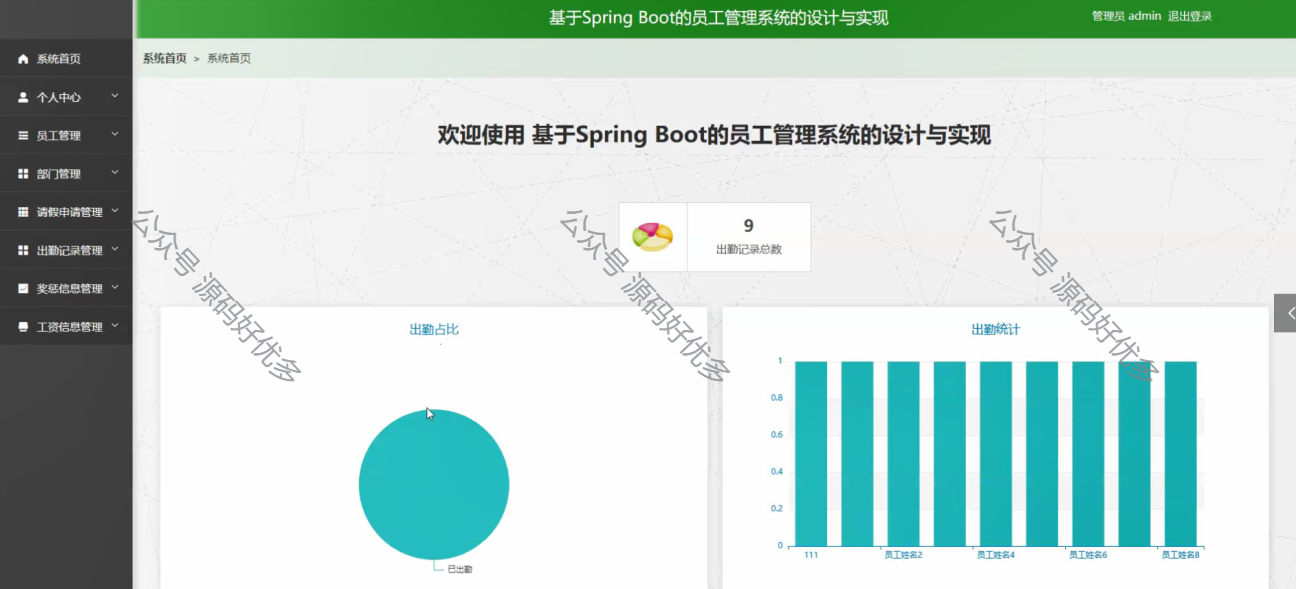 基于Spring Boot的员工管理系统的设计与实现
管理员 admin 退出登录
系统首页
个人中心
员工管理
部门管理
请假申请管理
出勤记录管理
奖惩信息管理
工资信息管理
系统首页 > 系统首页
欢迎使用 基于Spring Boot的员工管理系统的设计与实现
9
出勤记录总数
出勤占比
已出勤
出勤统计
1
0.8
0.6
0.4
0.2
0
111 员工姓名2 员工姓名4 员工姓名6 员工姓名8
公众号 源码好优多
公众号 源码好优多
公众号 源码好优多